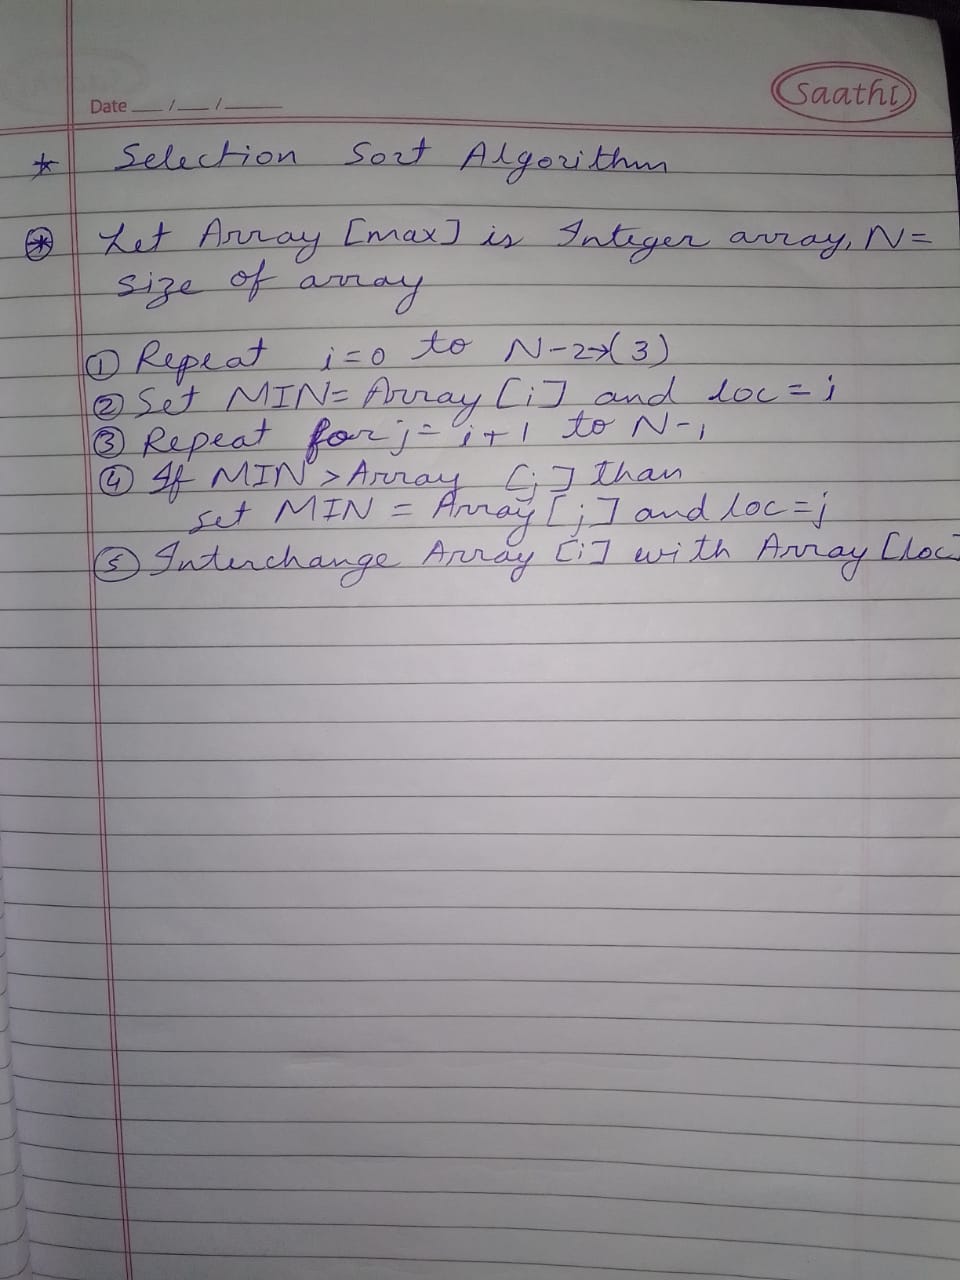 Saathi
Date __/__/____
* Selection Sort Algorithm
* Let Array [max] is Integer array, N=
size of array
① Repeat i=0 to N-2→(3)
② Set MIN= Array [i] and loc=i
③ Repeat for j= i+1 to N-1
④ If MIN > Array [j] than
set MIN = Array [j] and loc=j
⑤ Interchange Array [i] with Array [loc]